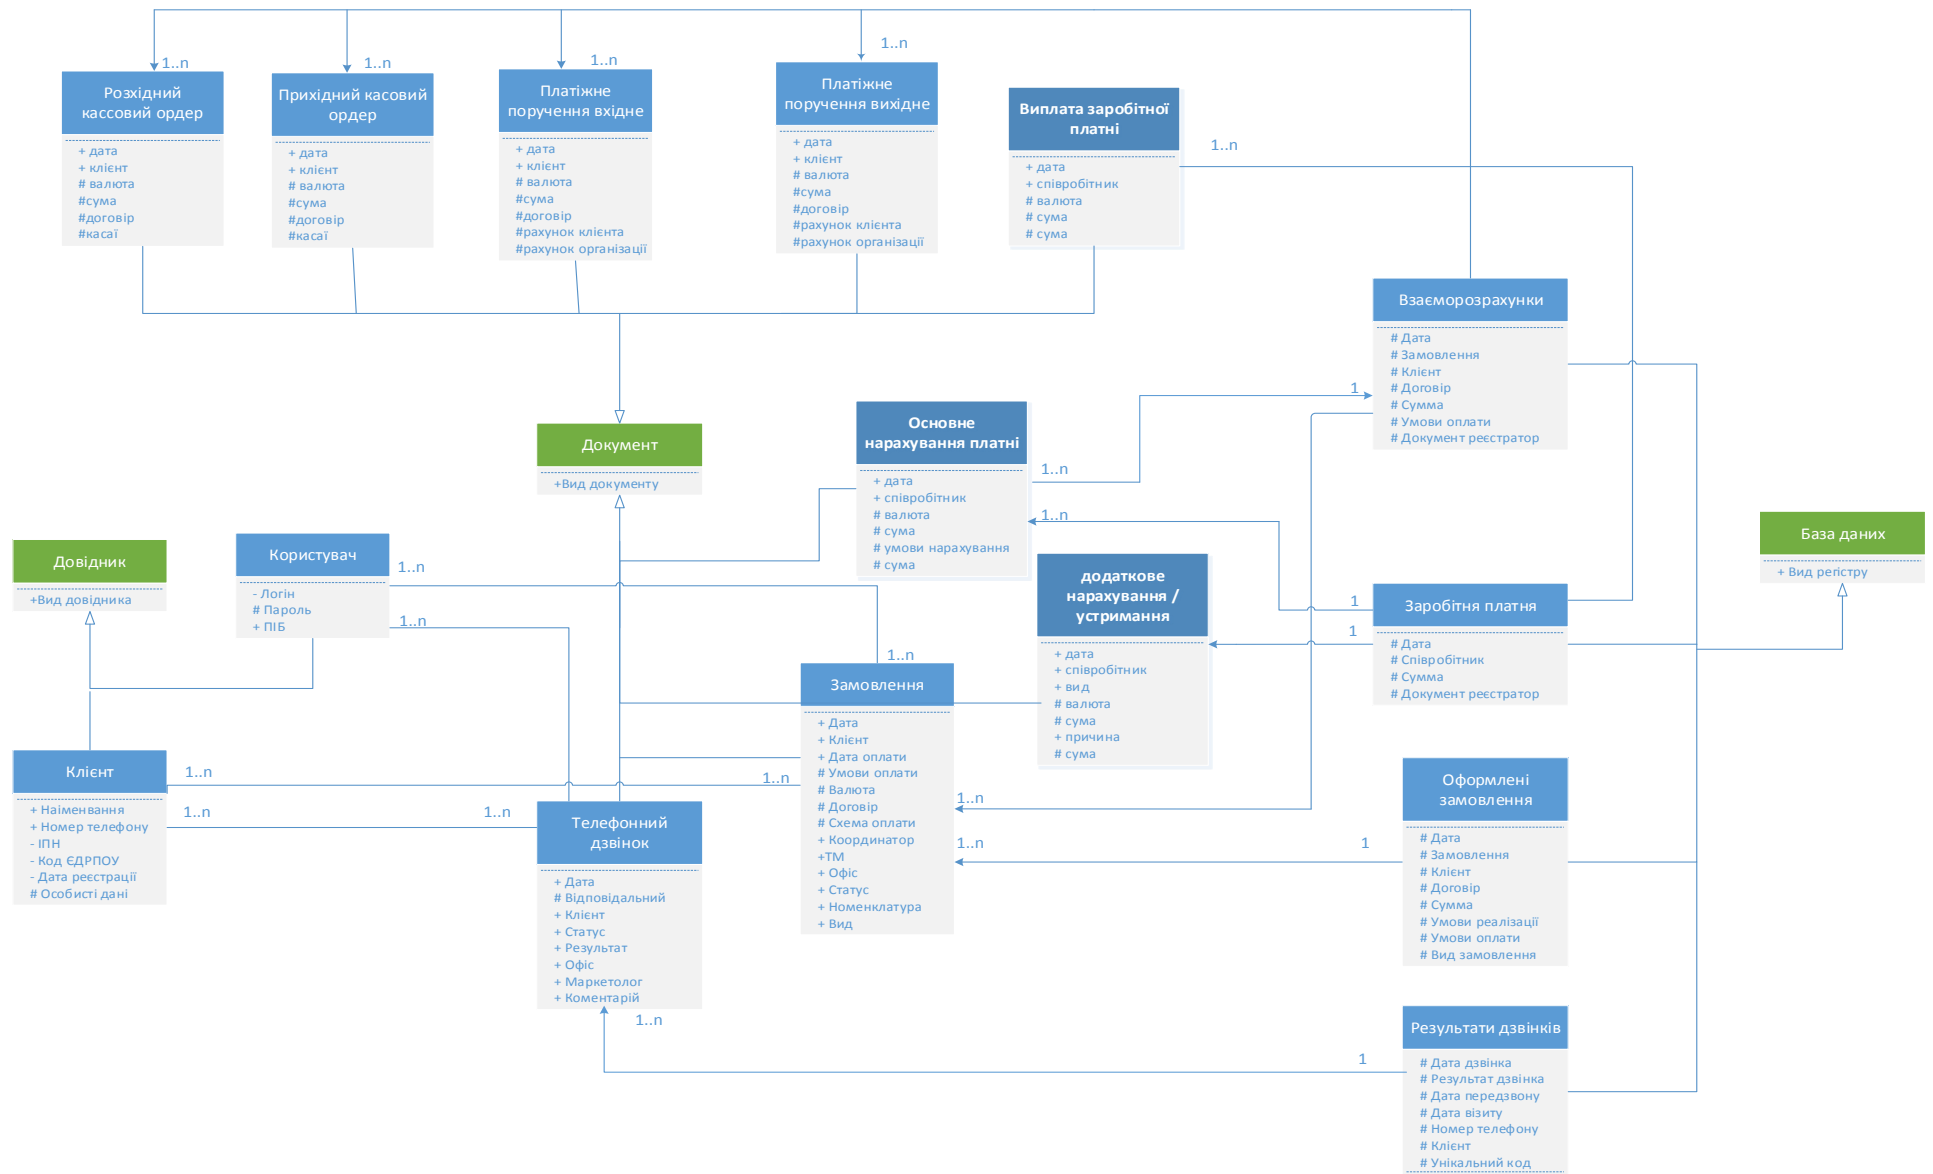 1..n
1..n
1..n
1..n
Розхідний
кассовий ордер
+ дата
+ клієнт
# валюта
#сума
#договір
#касаї
Прихідний касовий
ордер
+ дата
+ клієнт
# валюта
#сума
#договір
#касаї
Платіжне
поручення вхідне
+ дата
+ клієнт
# валюта
#сума
#договір
#рахунок клієнта
#рахунок організації
Платіжне
поручення вихідне
+ дата
+ клієнт
# валюта
#сума
#договір
#рахунок клієнта
#рахунок організації
Виплата заробітної
платні
+ дата
+ співробітник
# валюта
# сума
# сума
1..n
Взаєморозрахунки
# Дата
# Замовлення
# Клієнт
# Договір
# Сумма
# Умови оплати
# Документ реєстратор
1
Документ
+Вид документу
Основне
нарахування платні
+ дата
+ співробітник
# валюта
# сума
# умови нарахування
# сума
1..n
1..n
База даних
+ Вид регістру
Довідник
+Вид довідника
Користувач
- Логін
# Пароль
+ ПІБ
1..n
1..n
додаткове
нарахування /
устримання
+ дата
+ співробітник
+ вид
# валюта
# сума
+ причина
# сума
1
1
Заробітня платня
# Дата
# Співробітник
# Сумма
# Документ реєстратор
1..n
Замовлення
+ Дата
+ Клієнт
+ Дата оплати
# Умови оплати
# Валюта
# Договір
# Схема оплати
+ Координатор
+ТМ
+ Офіс
+ Статус
+ Номенклатура
+ Вид
Клієнт
+ Наіменвання
+ Номер телефону
- ІПН
- Код ЄДРПОУ
- Дата реєстрації
# Особисті дані
1..n
1..n
1..n
1..n
1..n
1..n
1
Телефонний
дзвінок
+ Дата
# Відповідальний
+ Клієнт
+ Статус
+ Результат
+ Офіс
+ Маркетолог
+ Коментарій
1..n
Оформлені
замовлення
# Дата
# Замовлення
# Клієнт
# Договір
# Сумма
# Умови реалізації
# Умови оплати
# Вид замовлення
1
Результати дзвінків
# Дата дзвінка
# Результат дзвінка
# Дата передзвону
# Дата візиту
# Номер телефону
# Клієнт
# Унікальний код